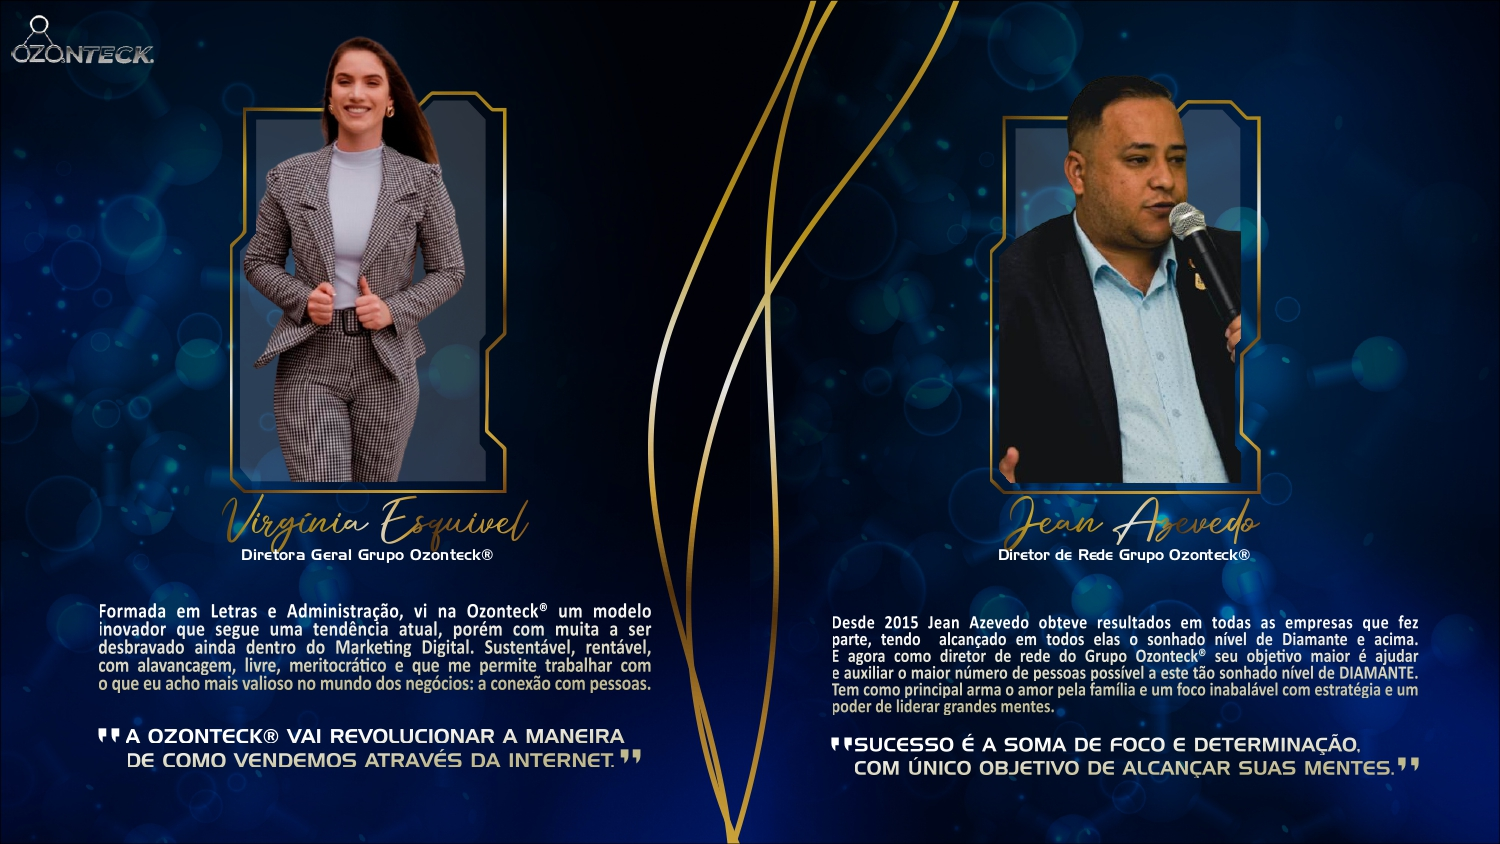 OZONTECK.
Virgínia Esquivel
Diretora Geral Grupo Ozonteck®
Formada em Letras e Administração, vi na Ozonteck® um modelo
inovador que segue uma tendência atual, porém com muita a ser
desbravado ainda dentro do Marketing Digital. Sustentável, rentável,
com alavancagem, livre, meritocrático e que me permite trabalhar com
o que eu acho mais valioso no mundo dos negócios: a conexão com pessoas.
"A OZONTECK® VAI REVOLUCIONAR A MANEIRA
DE COMO VENDEMOS ATRAVÉS DA INTERNET."
Jean Azevedo
Diretor de Rede Grupo Ozonteck®
Desde 2015 Jean Azevedo obteve resultados em todas as empresas que fez
parte, tendo alcançado em todos elas o sonhado nível de Diamante e acima.
E agora como diretor de rede do Grupo Ozonteck® seu objetivo maior é ajudar
e auxiliar o maior número de pessoas possível a este tão sonhado nível de DIAMANTE.
Tem como principal arma o amor pela família e um foco inabalável com estratégia e um
poder de liderar grandes mentes.
"SUCESSO É A SOMA DE FOCO E DETERMINAÇÃO,
COM ÚNICO OBJETIVO DE ALCANÇAR SUAS MENTES."